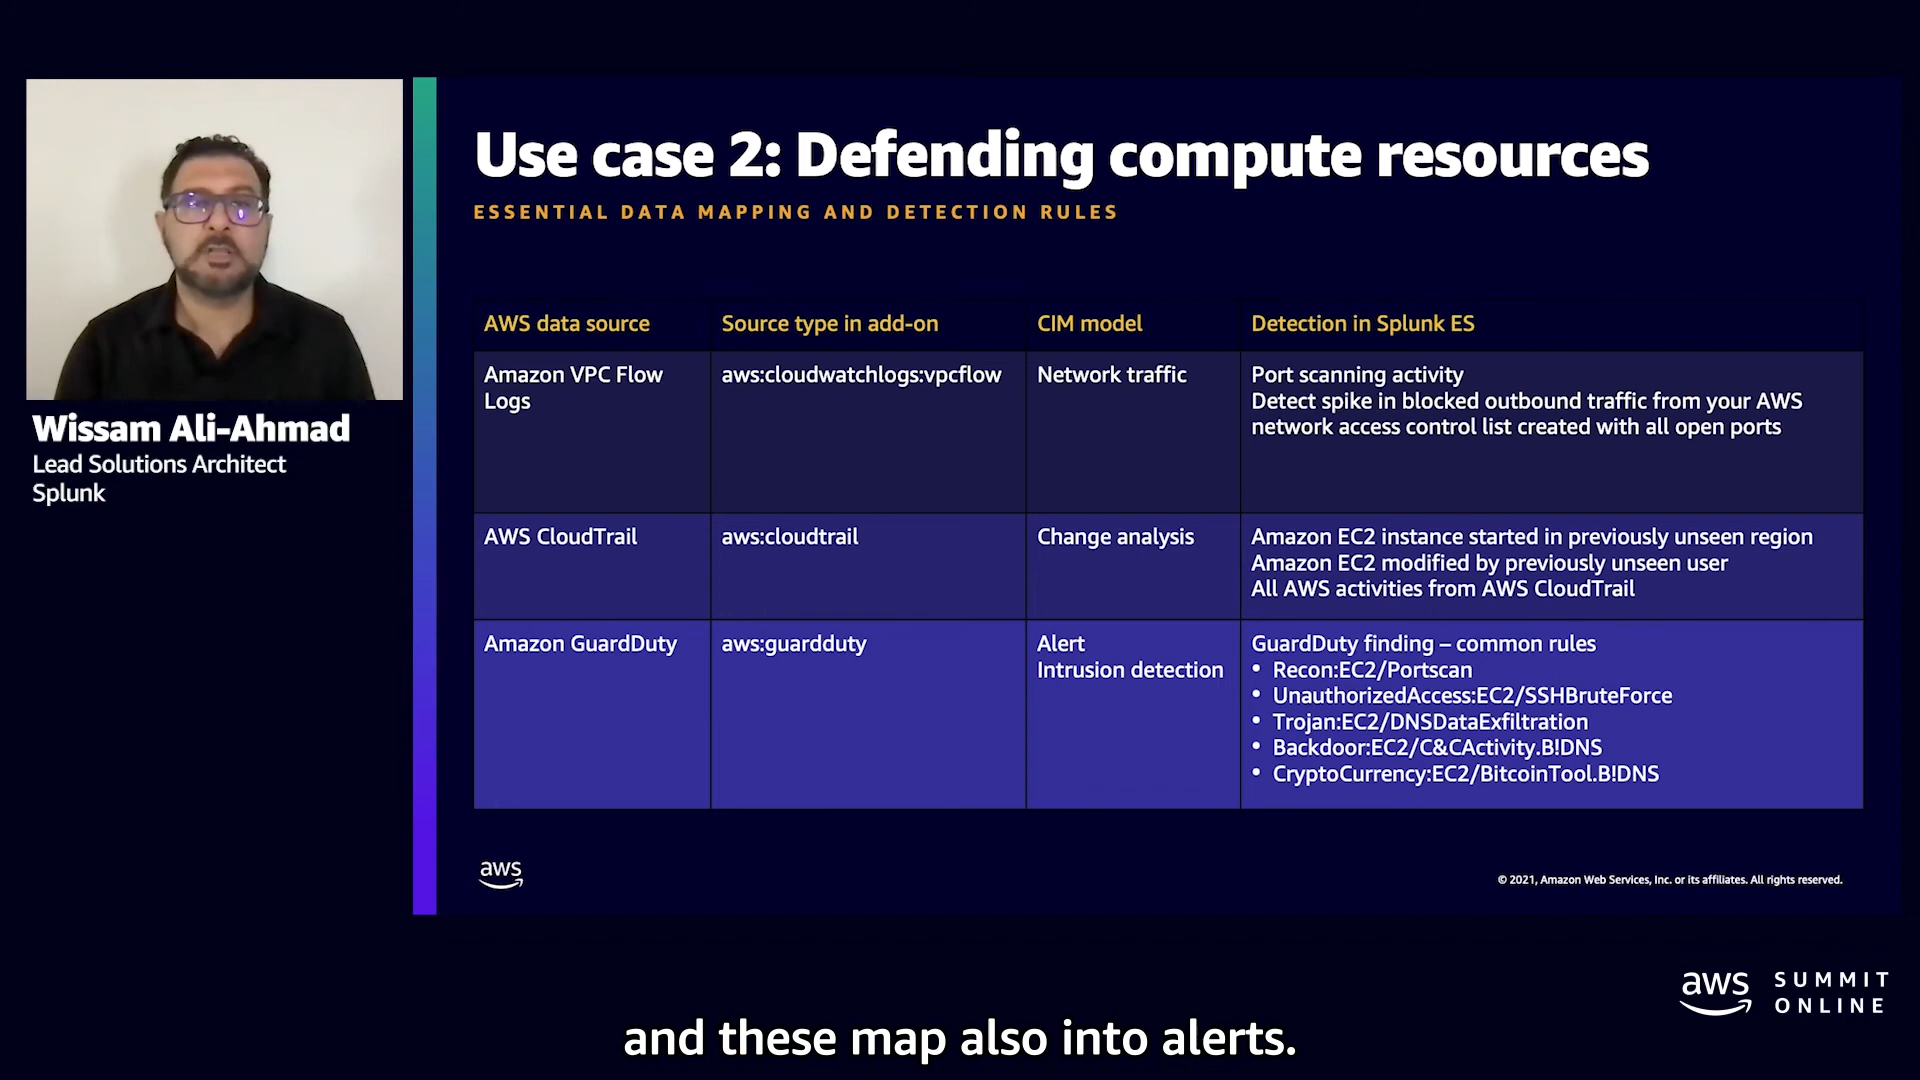 Wissam Ali-Ahmad
Lead Solutions Architect
Splunk
Use case 2: Defending compute resources
ESSENTIAL DATA MAPPING AND DETECTION RULES
AWS data source
Source type in add-on
CIM model
Detection in Splunk ES
Amazon VPC Flow
Logs
aws:cloudwatchlogs:vpcflow
Network traffic
Port scanning activity
Detect spike in blocked outbound traffic from your AWS
network access control list created with all open ports
AWS CloudTrail
aws:cloudtrail
Change analysis
Amazon EC2 instance started in previously unseen region
Amazon EC2 modified by previously unseen user
All AWS activities from AWS CloudTrail
Amazon GuardDuty
aws:guardduty
Alert
Intrusion detection
GuardDuty finding – common rules
• Recon:EC2/Portscan
• UnauthorizedAccess:EC2/SSHBruteForce
• Trojan:EC2/DNSDataExfiltration
• Backdoor:EC2/C&CActivity.B!DNS
• CryptoCurrency:EC2/BitcoinTool.B!DNS
aws
© 2021, Amazon Web Services, Inc. or its affiliates. All rights reserved.
aws
SUMMIT
ONLINE
and these map also into alerts.